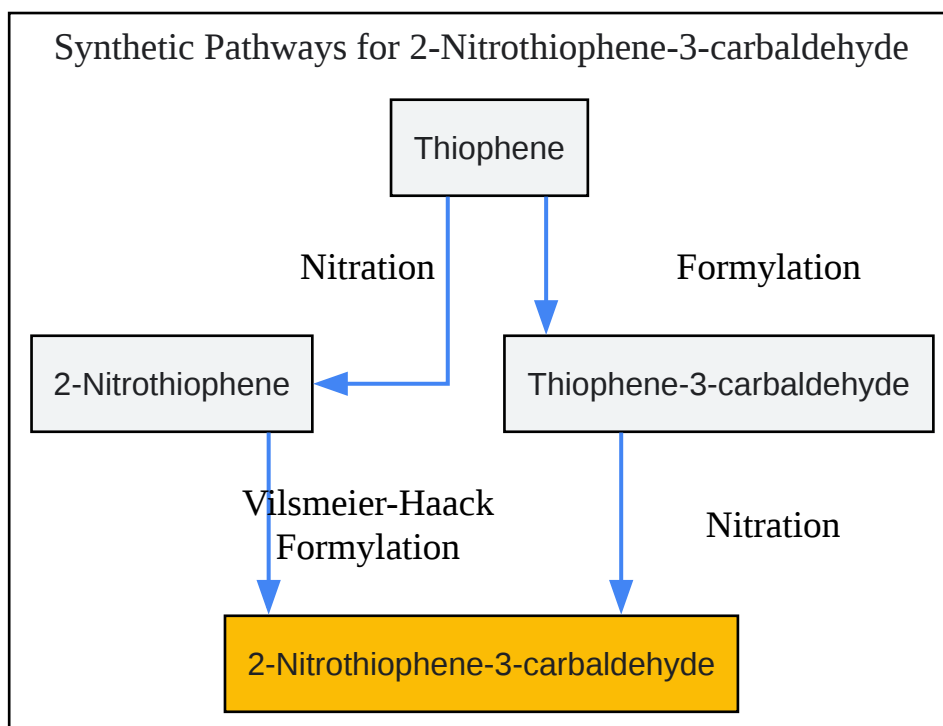 Synthetic Pathways for 2-Nitrothiophene-3-carbaldehyde
Thiophene
Nitration
Formylation
2-Nitrothiophene
Thiophene-3-carbaldehyde
Vilsmeier-Haack
Formylation
Nitration
2-Nitrothiophene-3-carbaldehyde